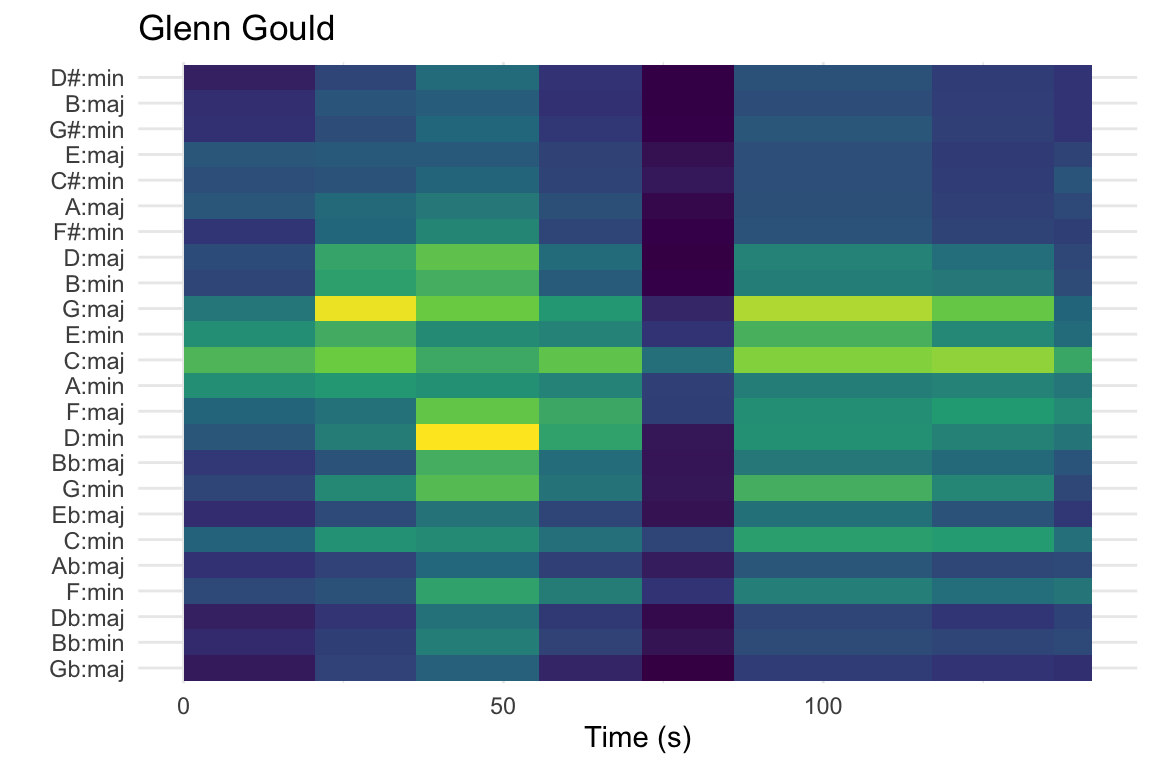 Glenn Gould
D#:min
B:maj
G#:min
E:maj
C#:min
A:maj
F#:min
D:maj
B:min
G:maj
E:min
C:maj
A:min
F:maj
D:min
Bb:maj
G:min
Eb:maj
C:min
Ab:maj
F:min
Db:maj
Bb:min
Gb:maj
0 50 100
Time (s)